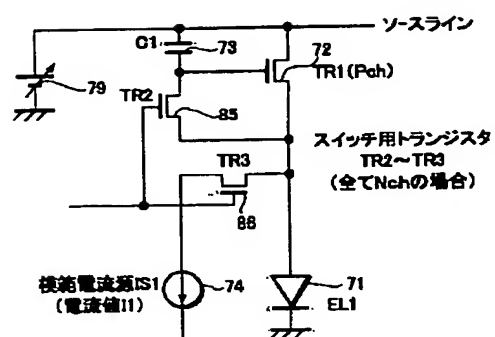 ソースライン
C1
73
72
TR1(Pch)
79
TR2
85
スイッチ用トランジスタ
TR2～TR3
(全てNchの場合)
TR3
86
模範電流源IS1
(電流値I1)
74
71
EL1